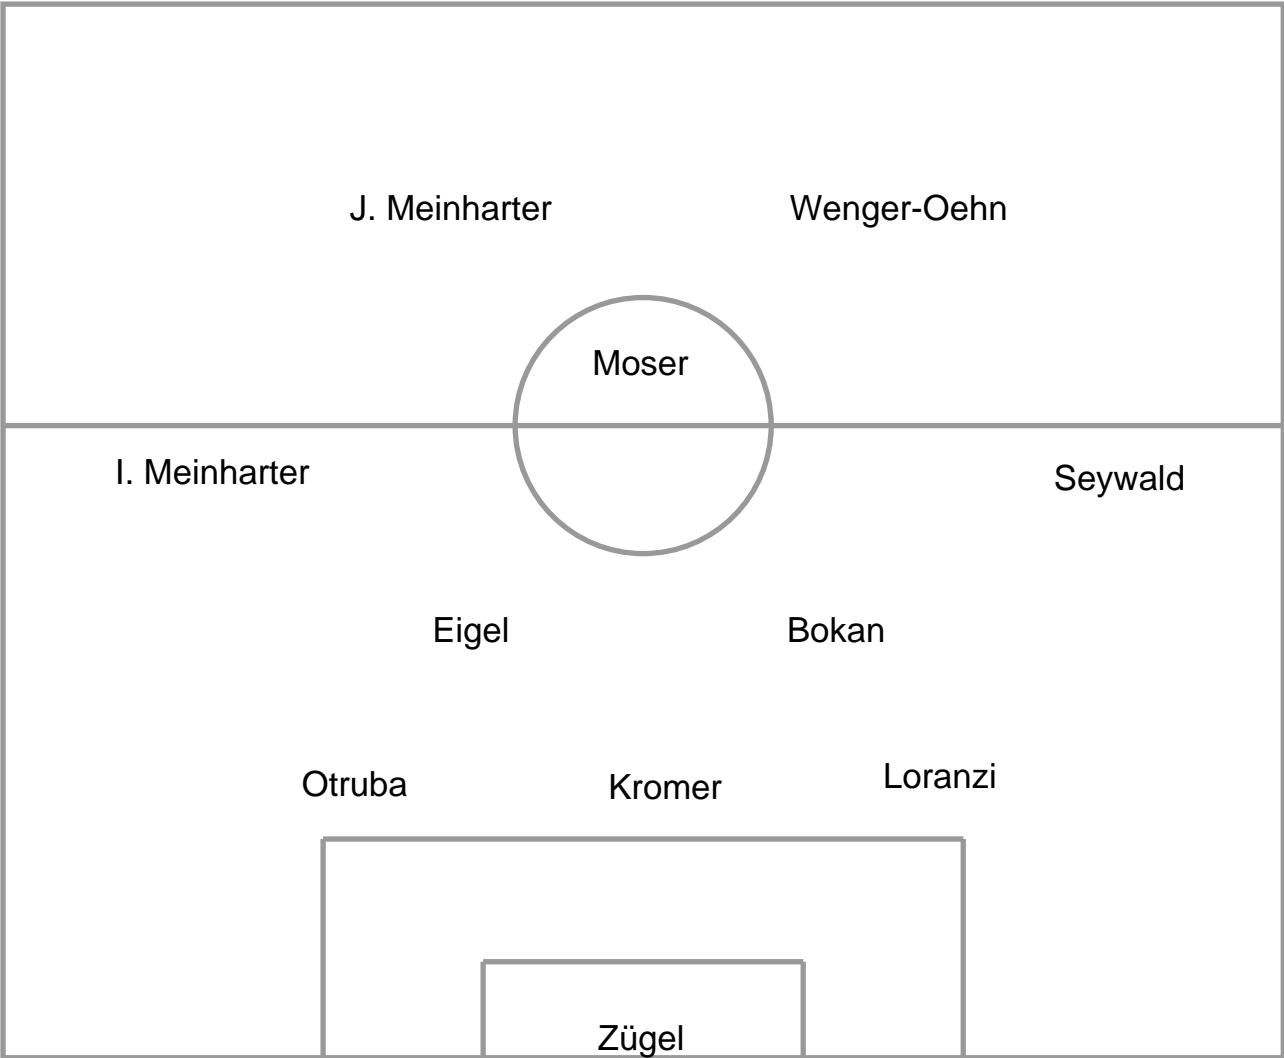 J. Meinharter
Wenger-Oehn
Moser
I. Meinharter
Seywald
Eigel
Bokan
Otruba
Kromer
Loranzi
Zügel